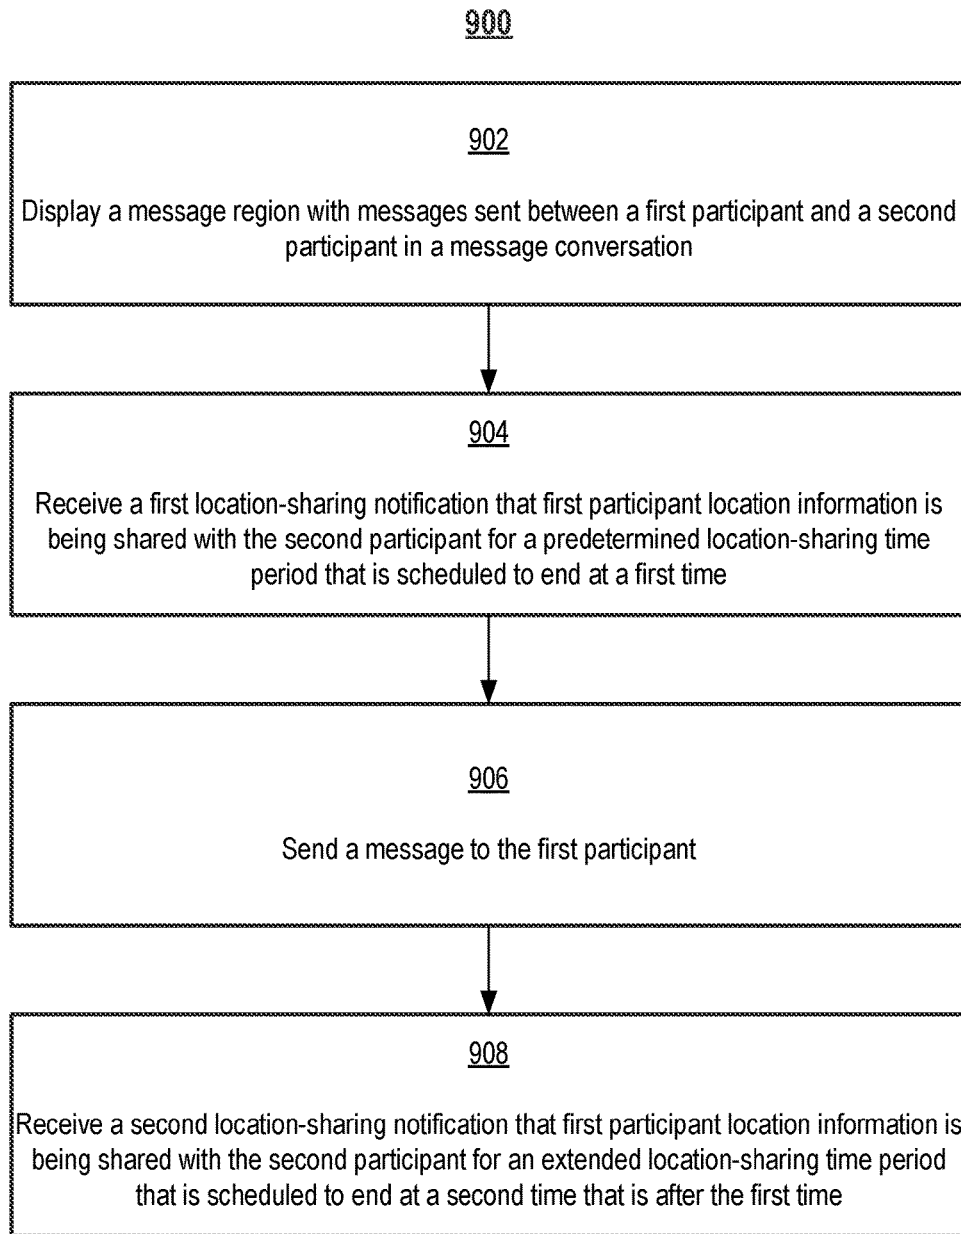 900
902
Display a message region with messages sent between a first participant and a second
participant in a message conversation
904
Receive a first location-sharing notification that first participant location information is
being shared with the second participant for a predetermined location-sharing time
period that is scheduled to end at a first time
906
Send a message to the first participant
908
Receive a second location-sharing notification that first participant location information is
being shared with the second participant for an extended location-sharing time period
that is scheduled to end at a second time that is after the first time